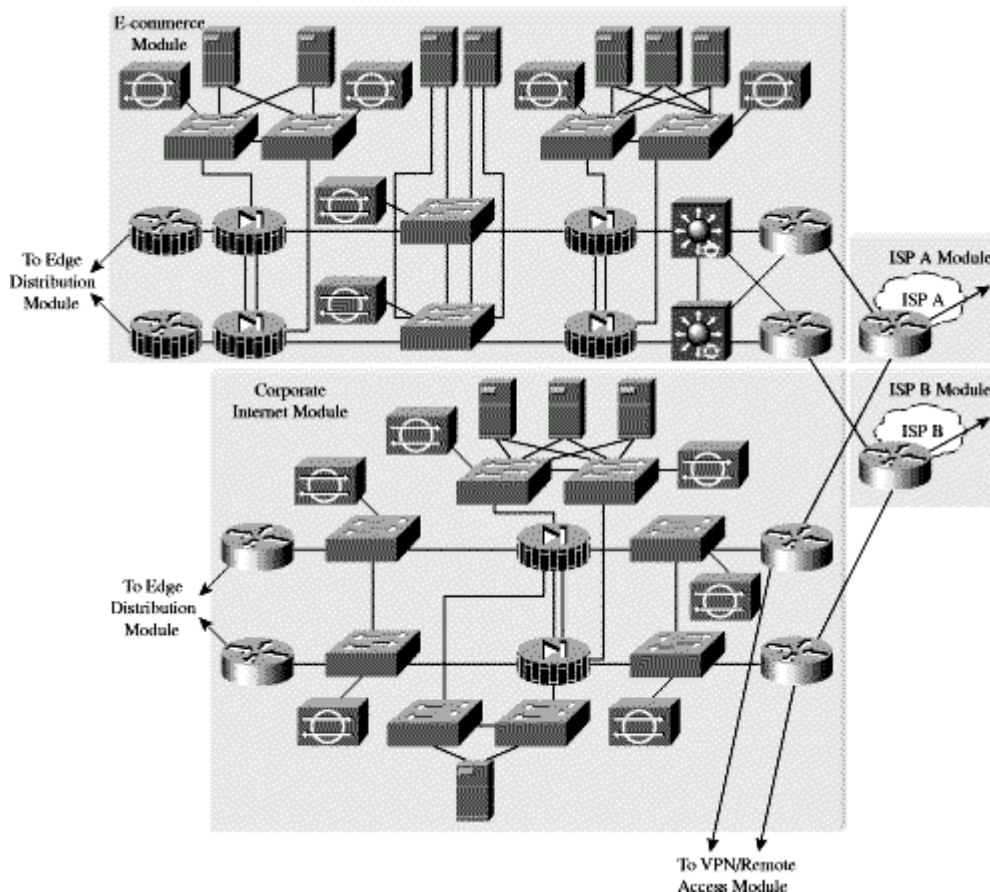 E-commerce
Module
To Edge
Distribution
Module
ISP A Module
ISP A
ISP B Module
ISP B
Corporate
Internet Module
To Edge
Distribution
Module
To VPN/Remote
Access Module